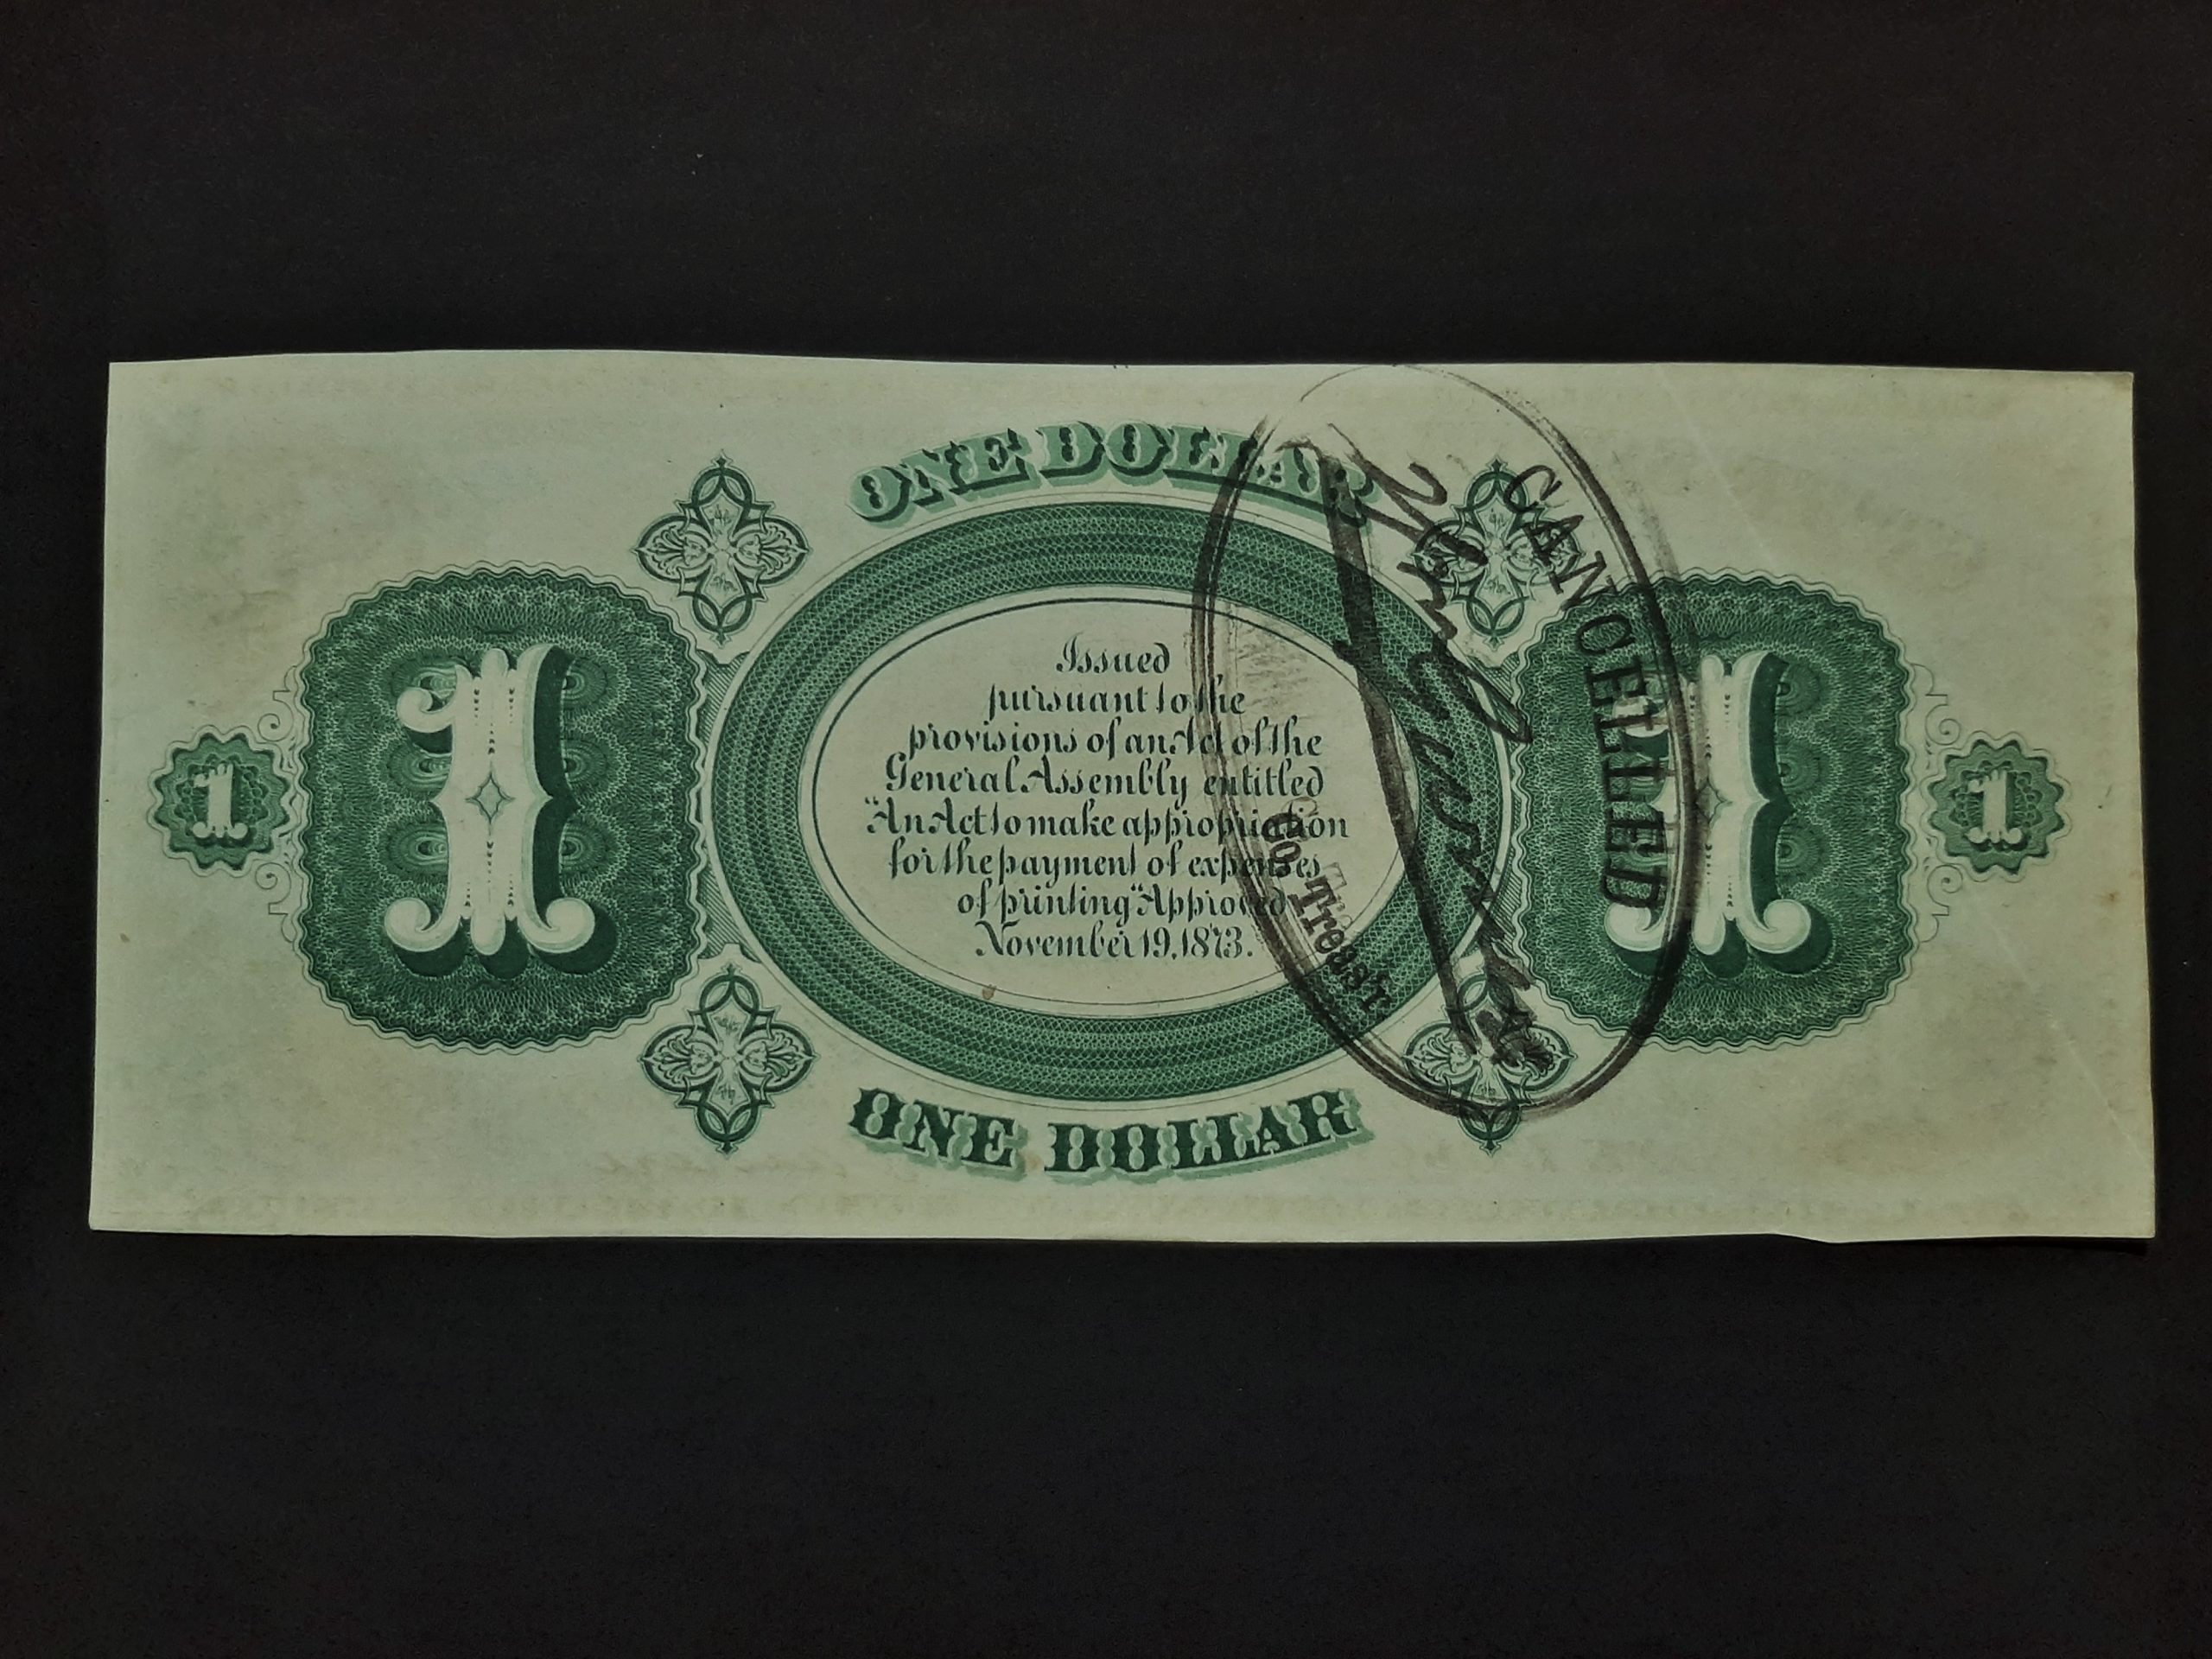 ONE DOLLAR
CANCELLED
1
1
1
1
Issued
pursuant to the
provisions of an Act of the
General Assembly entitled
"An Act to make appropriation
for the payment of expenses
of printing" Approved
November 19, 1873.
Co. Treas'r.
ONE DOLLAR